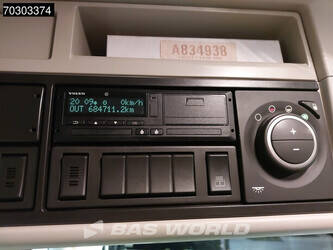 70303374
A834938
VOLVO
20 09 0 0km/h
OUT 684711.2km
+
−
BAS WORLD